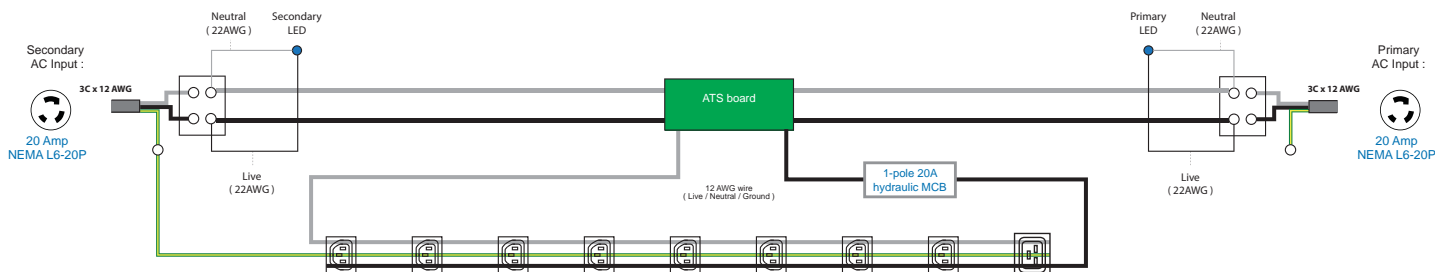 Secondary
AC Input :
3C x 12 AWG
20 Amp
NEMA L6-20P
Neutral
( 22AWG )
Secondary
LED
Live
( 22AWG )
ATS board
12 AWG wire
( Live / Neutral / Ground )
1-pole 20A
hydraulic MCB
Primary
LED
Neutral
( 22AWG )
Live
( 22AWG )
3C x 12 AWG
Primary
AC Input :
20 Amp
NEMA L6-20P